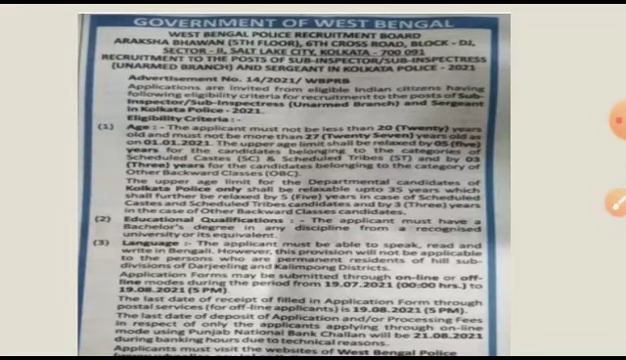 GOVERNMENT OF WEST BENGAL
WEST BENGAL POLICE RECRUITMENT BOARD
ARAKSHA BHAWAN (5TH FLOOR), 6TH CROSS ROAD, BLOCK - DJ,
SECTOR - II, SALT LAKE CITY, KOLKATA - 700 091
RECRUITMENT TO THE POSTS OF SUB-INSPECTOR/SUB-INSPECTRESS
(UNARMED BRANCH) AND SERGEANT IN KOLKATA POLICE - 2021
Advertisement No. 14/2021/ WBPRB
Applications are invited from eligible Indian citizens having
following eligibility criteria for recruitment to the posts of Sub-
Inspector/Sub-Inspectress (Unarmed Branch) and Sergeant
in Kolkata Police - 2021.
Eligibility Criteria : -
(1) Age : - The applicant must not be less than 20 (Twenty) years
old and must not be more than 27 (Twenty Seven) years old as
on 01.01.2021. The upper age limit shall be relaxed by 05 (five)
years for the candidates belonging to the categories of
Scheduled Castes (SC) & Scheduled Tribes (ST) and by 03
(Three) years for the candidates belonging to the category of
Other Backward Classes (OBC).
The upper age limit for the Departmental candidates of
Kolkata Police only shall be relaxable upto 35 years which
shall further be relaxed by 5 (Five) years in case of Scheduled
Castes and Scheduled Tribes candidates and by 3 (Three) years
in the case of Other Backward Classes candidates.
(2) Educational Qualifications : - The applicant must have a
Bachelor's degree in any discipline from a recognised
university or its equivalent.
(3) Language :- The applicant must be able to speak, read and
write in Bengali. However, this provision will not be applicable
to the persons who are permanent residents of hill sub-
divisions of Darjeeling and Kalimpong Districts.
Application Forms may be submitted through on-line or off-
line modes during the period from 19.07.2021 (00:00 hrs.) to
19.08.2021 (5 PM).
The last date of receipt of filled in Application Form through
postal services (for off-line applicants) is 19.08.2021 (5 PM).
The last date of deposit of Application and/or Processing Fees
in respect of only the applicants applying through on-line
mode using Punjab National Bank Challan will be 21.08.2021
during banking hours due to technical reasons.
Applicants must visit the websites of West Bengal Police